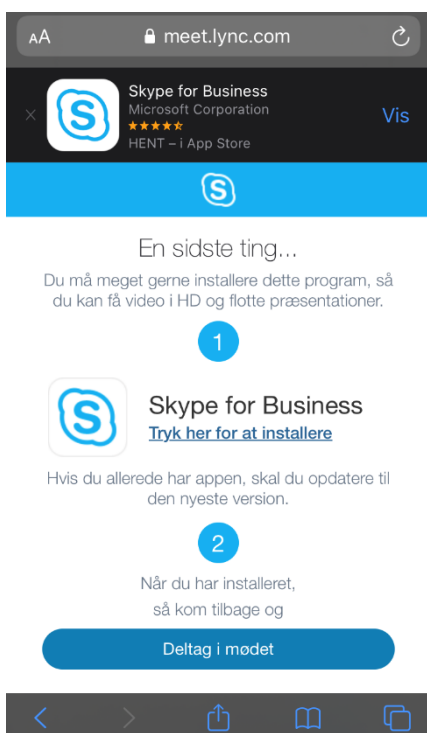 AA
meet.lync.com
Skype for Business
Microsoft Corporation
HENT – i App Store
Vis
En sidste ting...
Du må meget gerne installere dette program, så
du kan få video i HD og flotte præsentationer.
1
Skype for Business
Tryk her for at installere
Hvis du allerede har appen, skal du opdatere til
den nyeste version.
2
Når du har installeret,
så kom tilbage og
Deltag i mødet